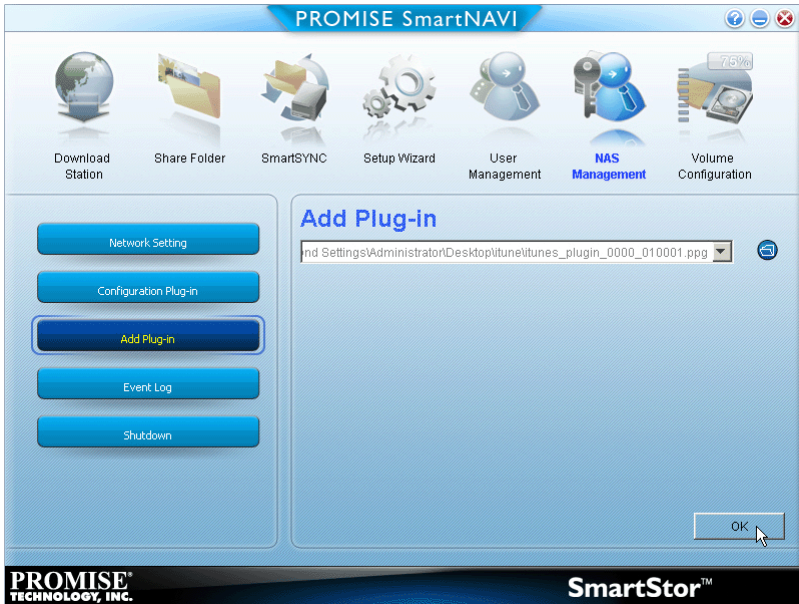 PROMISE SmartNAVI
75%
Download Station
Share Folder
SmartSYNC
Setup Wizard
User Management
NAS Management
Volume Configuration
Network Setting
Configuration Plug-in
Add Plug-in
Event Log
Shutdown
Add Plug-in
nd Settings\Administrator\Desktop\itune\itunes_plugin_0000_010001.ppg
OK
PROMISE®
TECHNOLOGY, INC.
SmartStor™